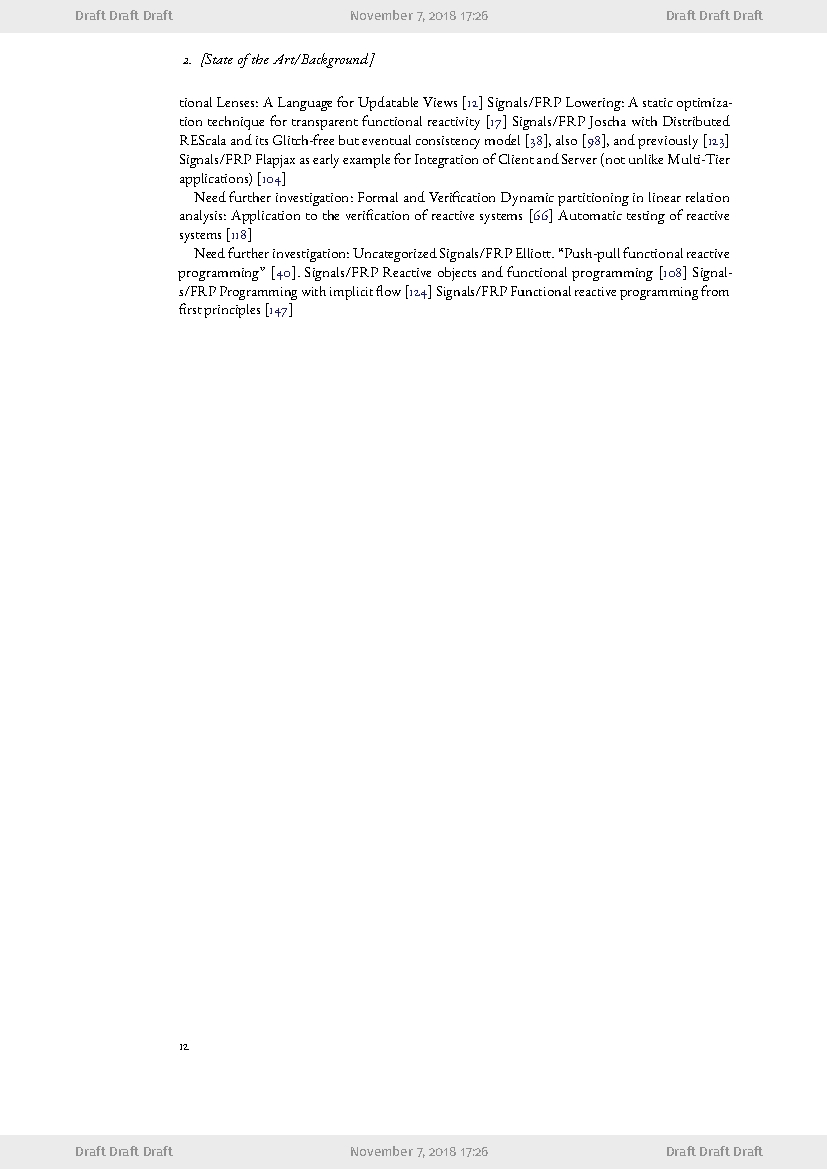 Draft Draft Draft November 7, 2018 17:26 Draft Draft Draft
2. [State of the Art/Background]
tional Lenses: A Language for Updatable Views [12] Signals/FRP Lowering: A static optimiza-
tion technique for transparent functional reactivity [17] Signals/FRP Joscha with Distributed
REScala and its Glitch-free but eventual consistency model [38], also [98], and previously [123]
Signals/FRP Flapjax as early example for Integration of Client and Server (not unlike Multi-Tier
applications) [104]
Need further investigation: Formal and Verification Dynamic partitioning in linear relation
analysis: Application to the verification of reactive systems [66] Automatic testing of reactive
systems [118]
Need further investigation: Uncategorized Signals/FRP Elliott. “Push-pull functional reactive
programming” [40]. Signals/FRP Reactive objects and functional programming [108] Signal-
s/FRP Programming with implicit flow [124] Signals/FRP Functional reactive programming from
first principles [147]
12
Draft Draft Draft November 7, 2018 17:26 Draft Draft Draft